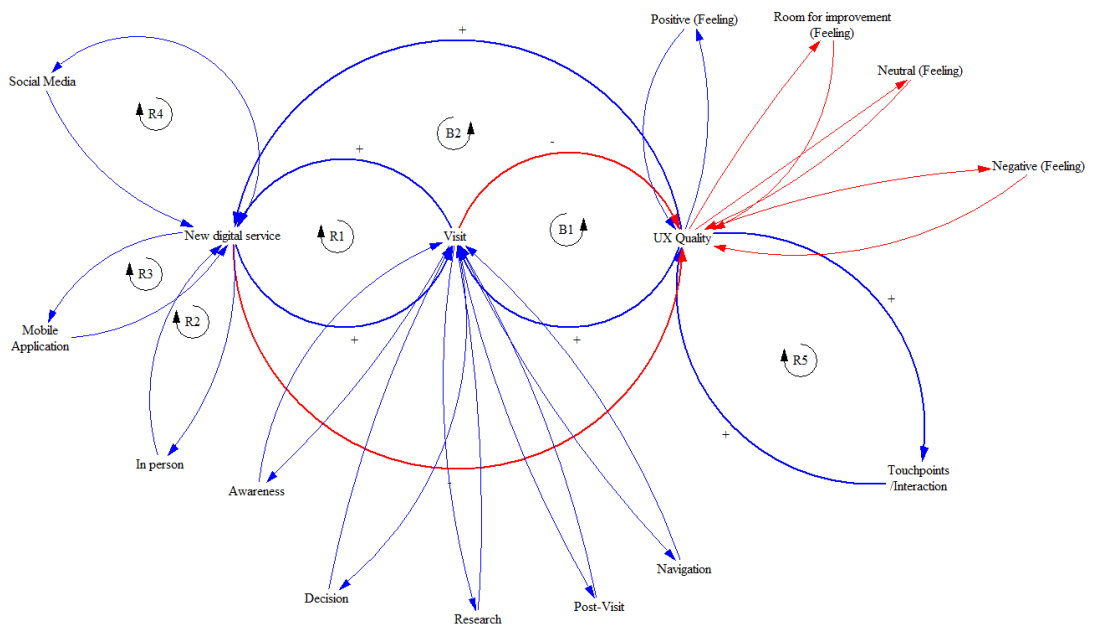 Positive (Feeling)
Room for improvement
(Feeling)
+
Neutral (Feeling)
Social Media
R4
B2
+
-
Negative (Feeling)
New digital service
R1
Visit
B1
UX Quality
R3
+
Mobile
Application
R2
+
+
R5
+
In person
Awareness
-
Touchpoints
/Interaction
Navigation
Decision
Research
Post-Visit